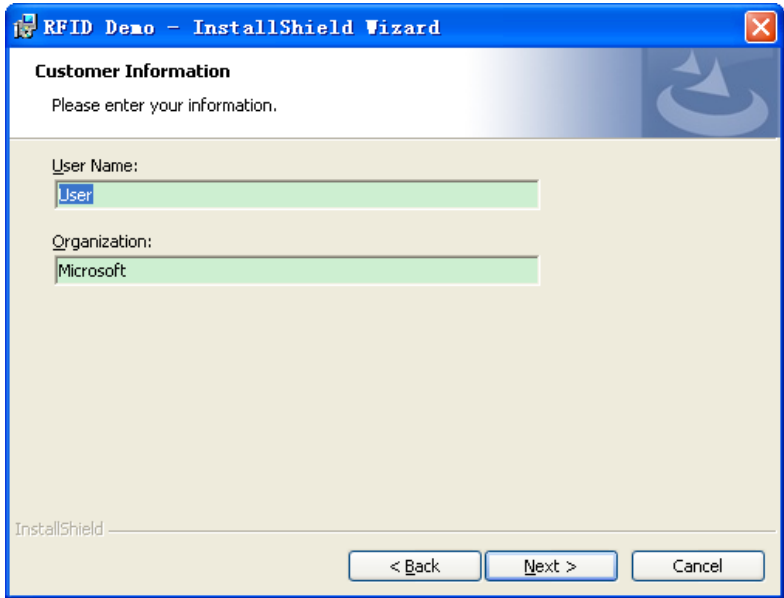 RFID Demo - InstallShield Wizard
Customer Information
Please enter your information.
User Name:
User
Organization:
Microsoft
InstallShield
< Back
Next >
Cancel